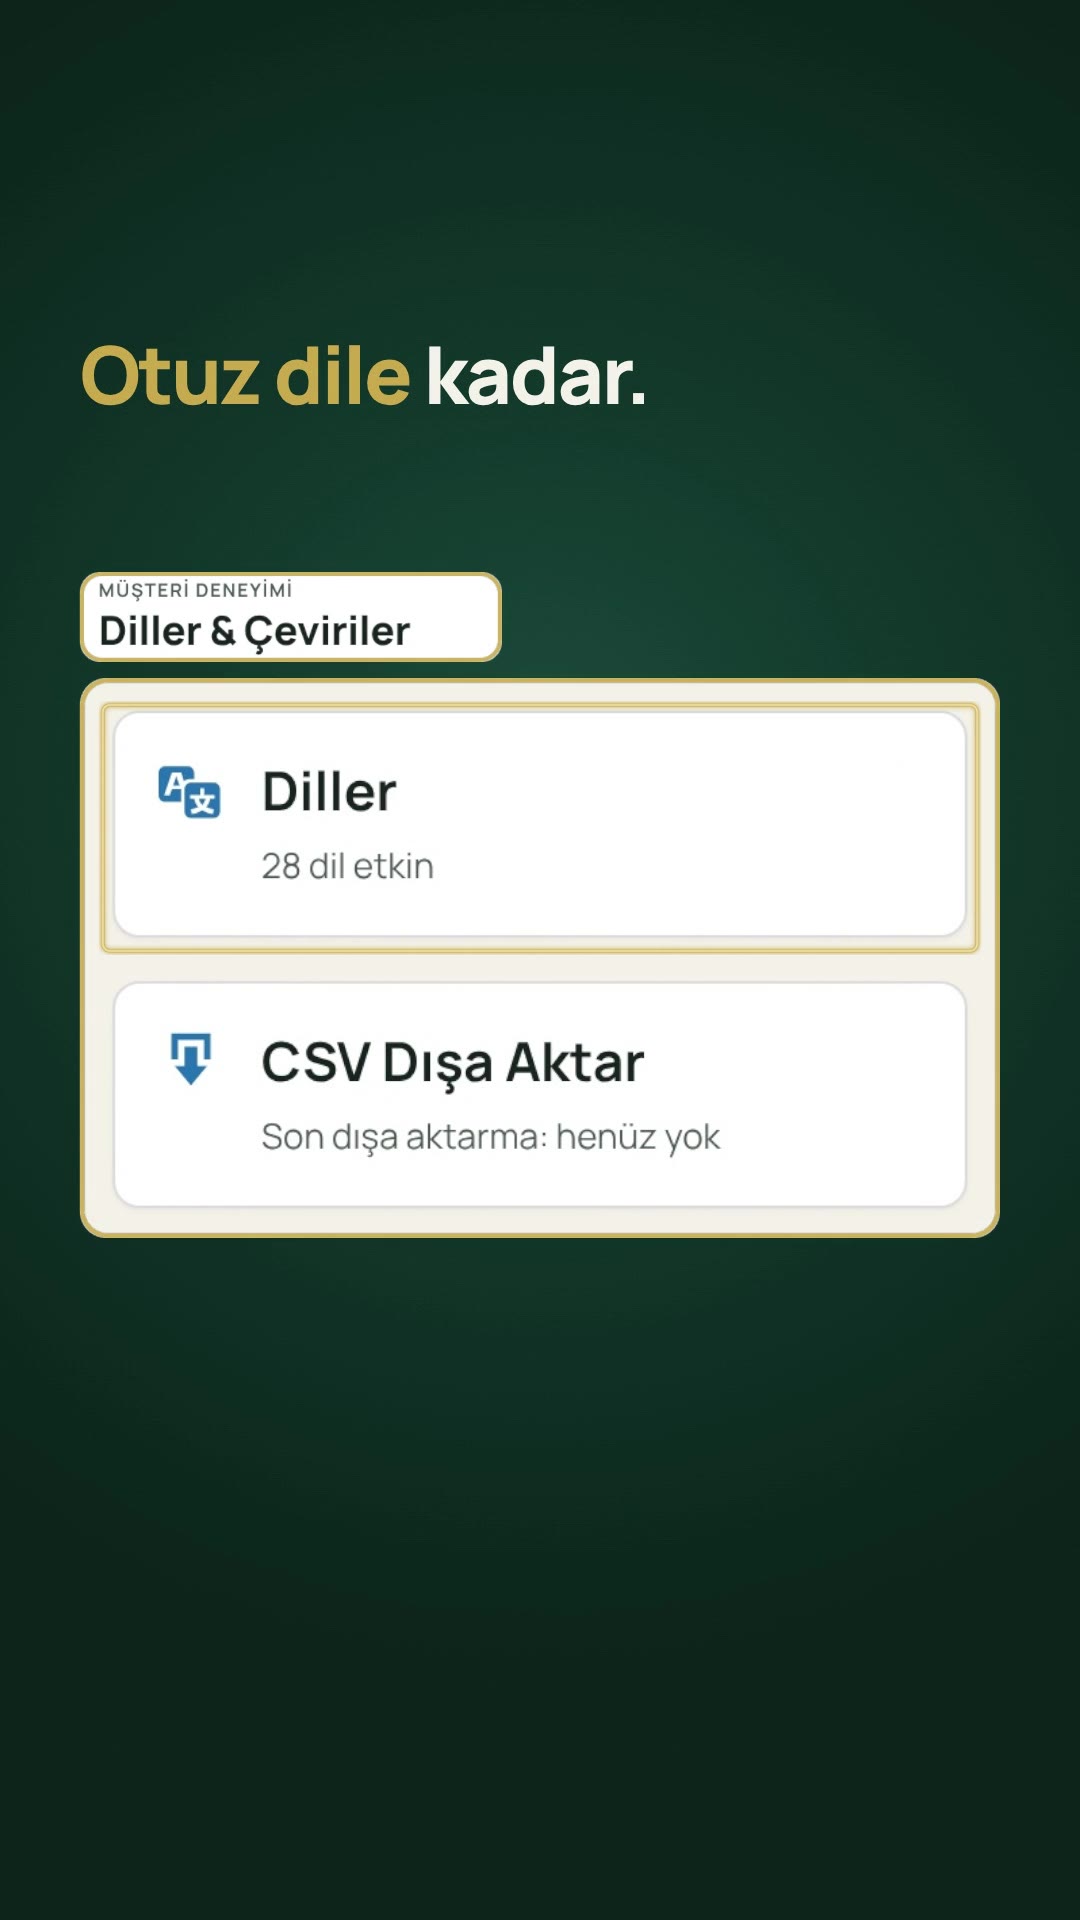 Otuz dile kadar.
MÜŞTERİ DENEYİMİ
Diller & Çeviriler
Diller
28 dil etkin
CSV Dışa Aktar
Son dışa aktarma: henüz yok